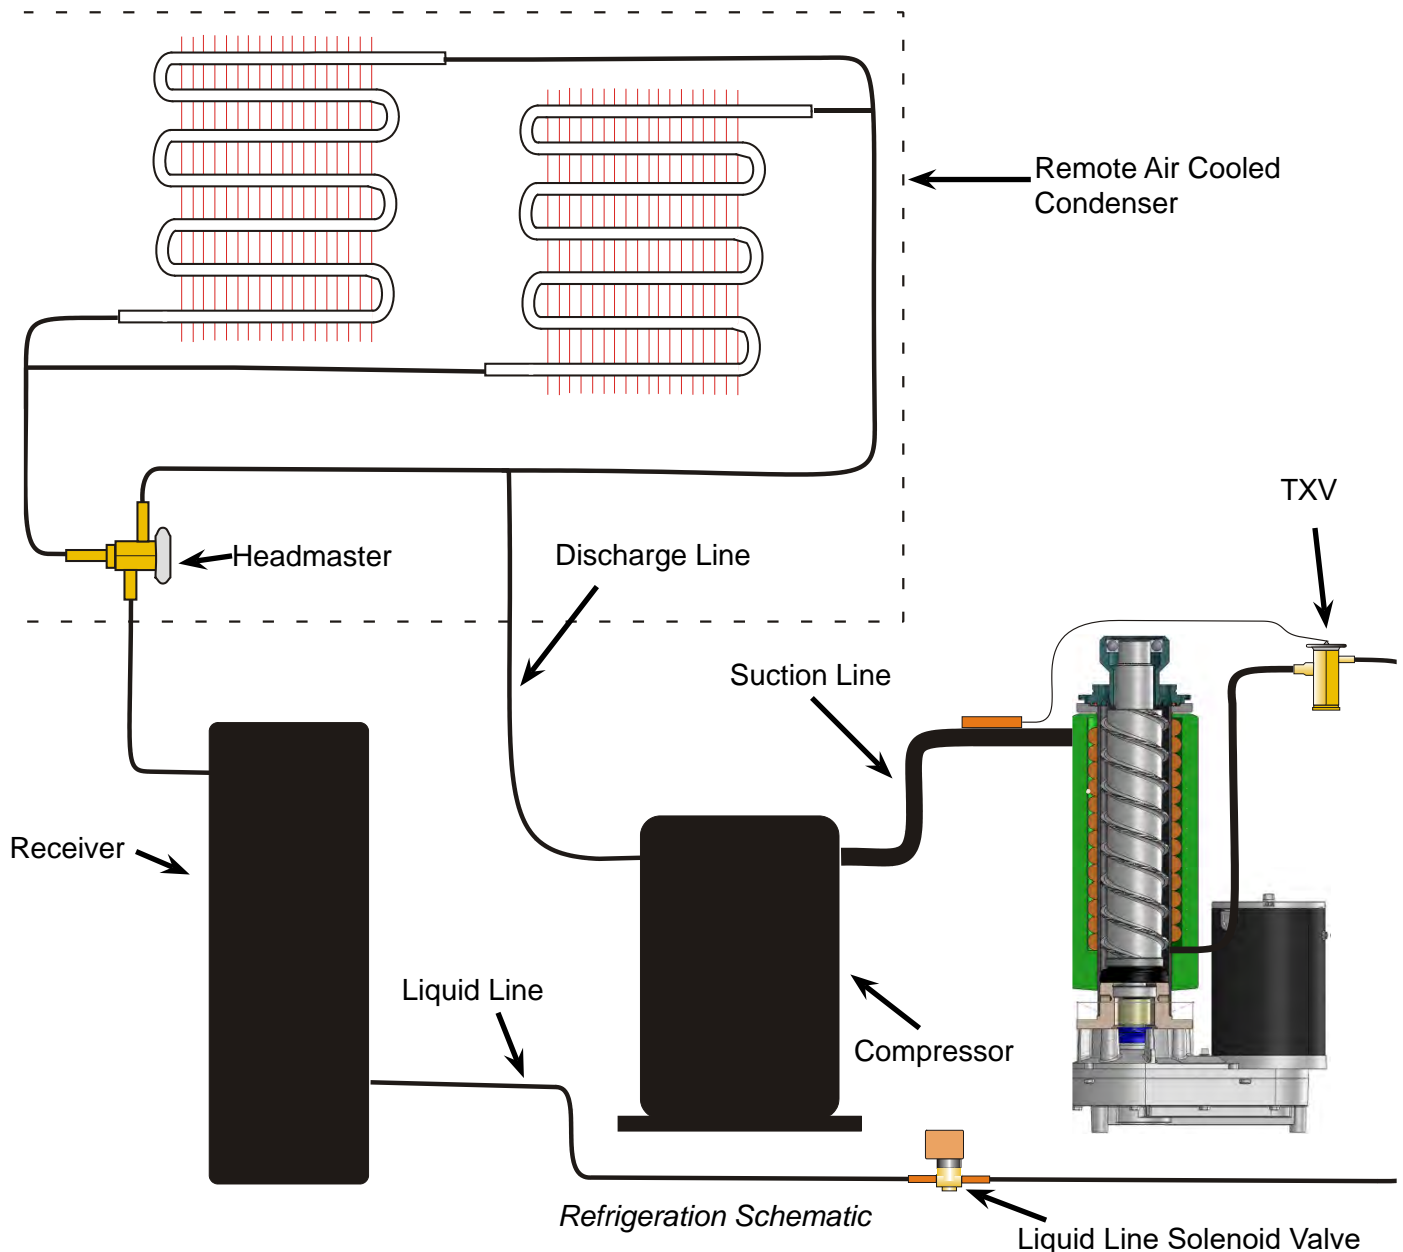 Remote Air Cooled
Condenser
TXV
Headmaster
Discharge Line
Suction Line
Receiver
Liquid Line
Compressor
Refrigeration Schematic
Liquid Line Solenoid Valve